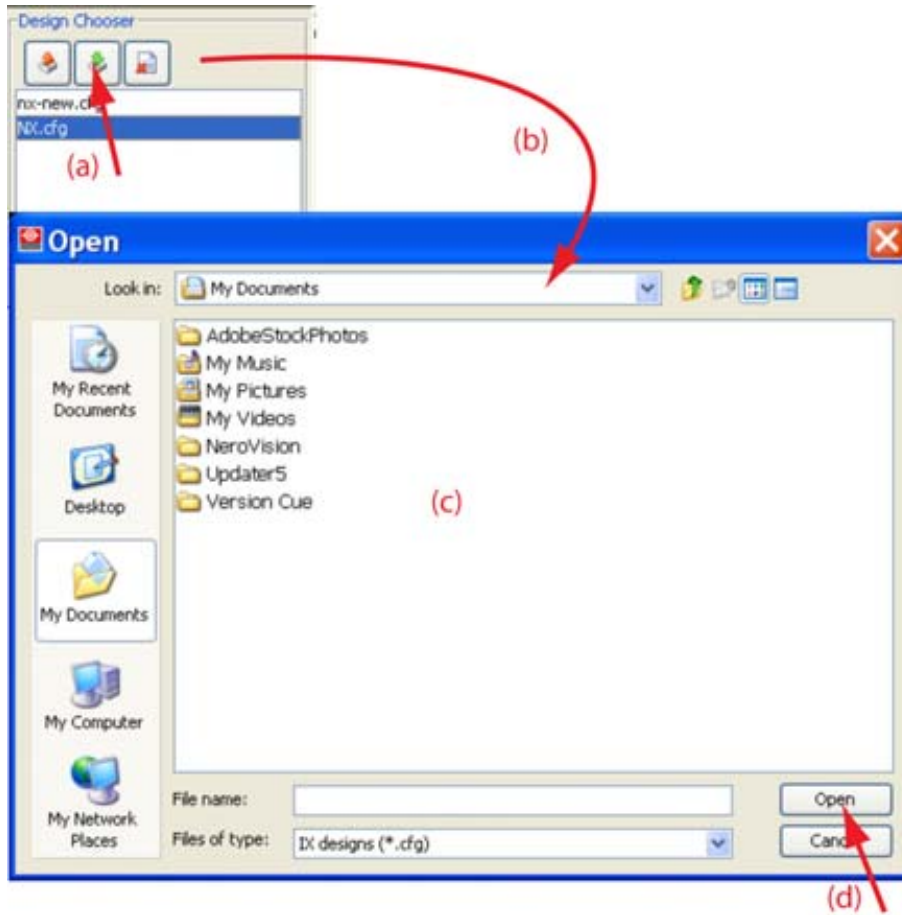 Design Chooser
nx-new.cfg
NX.cfg
(a)
(b)
Open
Look in: My Documents
AdobeStockPhotos
My Music
My Pictures
My Videos
NeroVision
Updater5
Version Cue
(c)
My Recent
Documents
Desktop
My Documents
My Computer
My Network
Places
File name:
Open
Files of type: IX designs (*.cfg)
Cancel
(d)